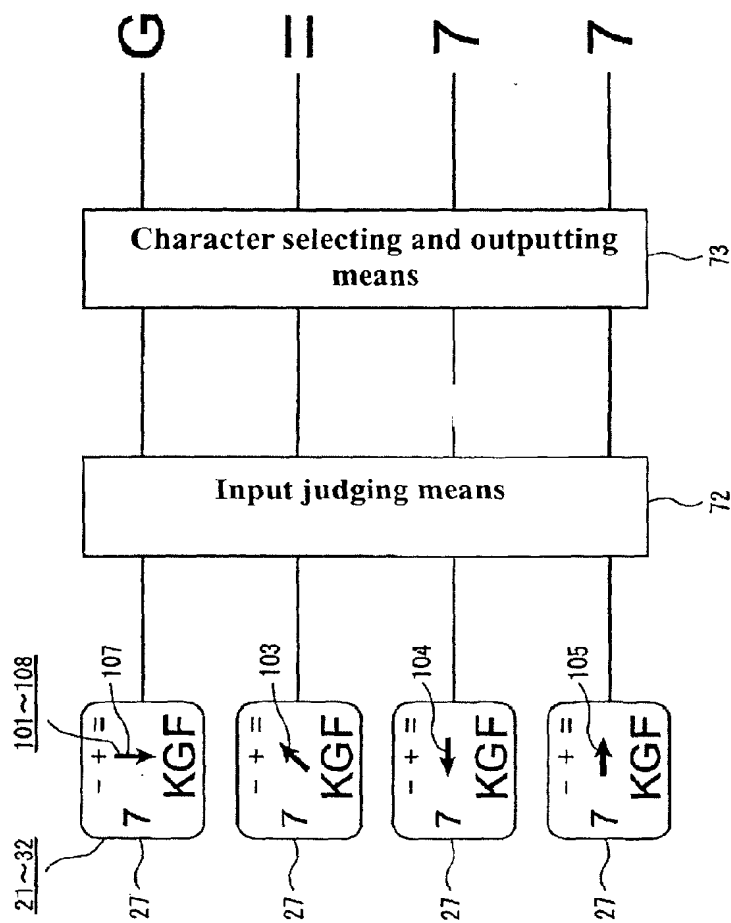 G = 7 7
Character selecting and outputting
means
73
Input judging means
72
101~108
107
103
104
105
- + =
7
KGF
- + =
7
KGF
- + =
7
KGF
- + =
7
KGF
21~32
27
27
27
27